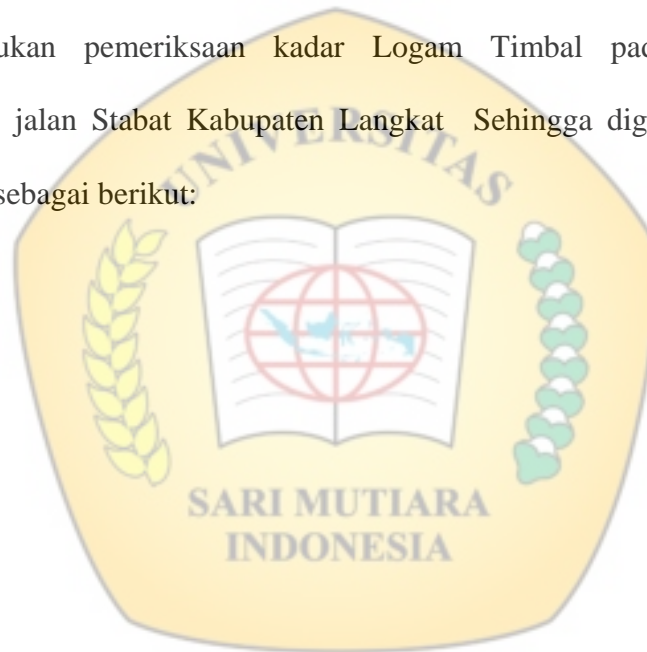 ukan pemeriksaan kadar Logam Timbal pad
jalan Stabat Kabupaten Langkat Sehingga dig
sebagai berikut:
UNIVERSITAS
SARI MUTIARA
INDONESIA